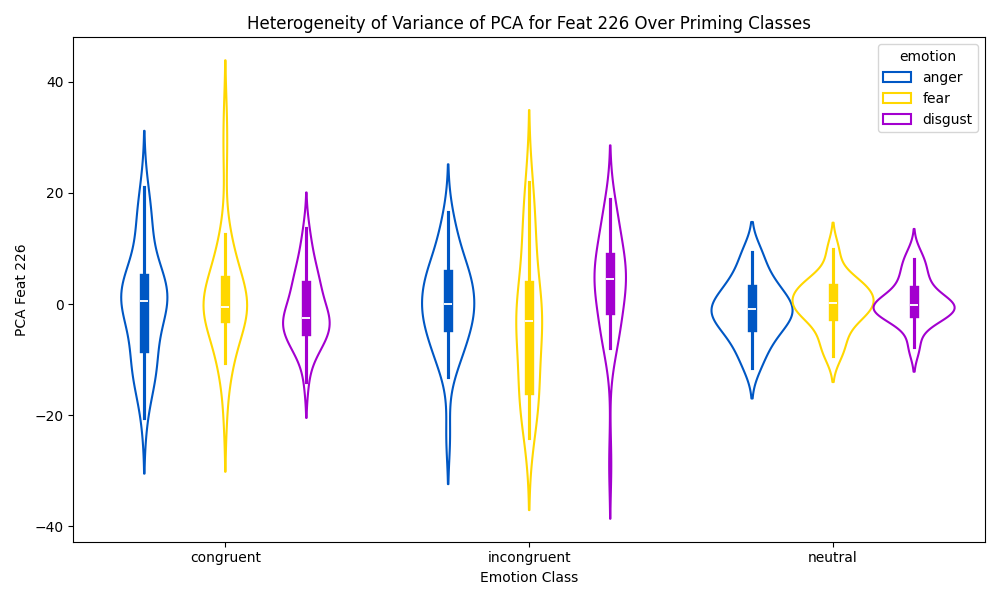 Heterogeneity of Variance of PCA for Feat 226 Over Priming Classes
emotion
anger
fear
disgust
PCA Feat 226
40
20
0
−20
−40
congruent
incongruent
neutral
Emotion Class